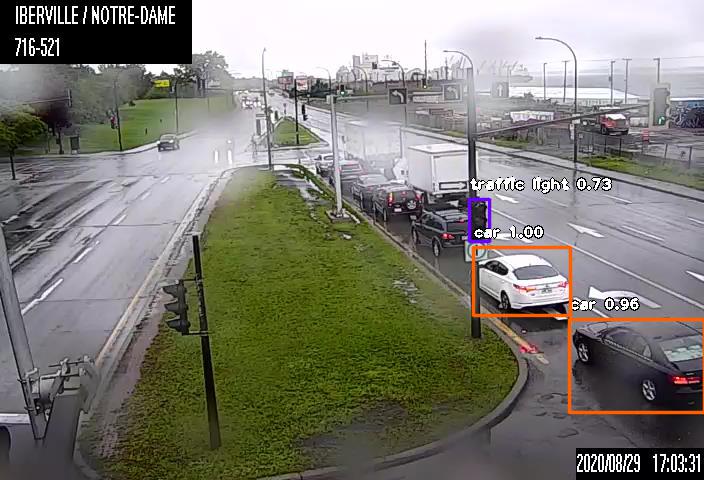 IBERVILLE / NOTRE-DAME
716-521
traffic light 0.73
car 1.00
car 0.96
2020/08/29 17:03:31